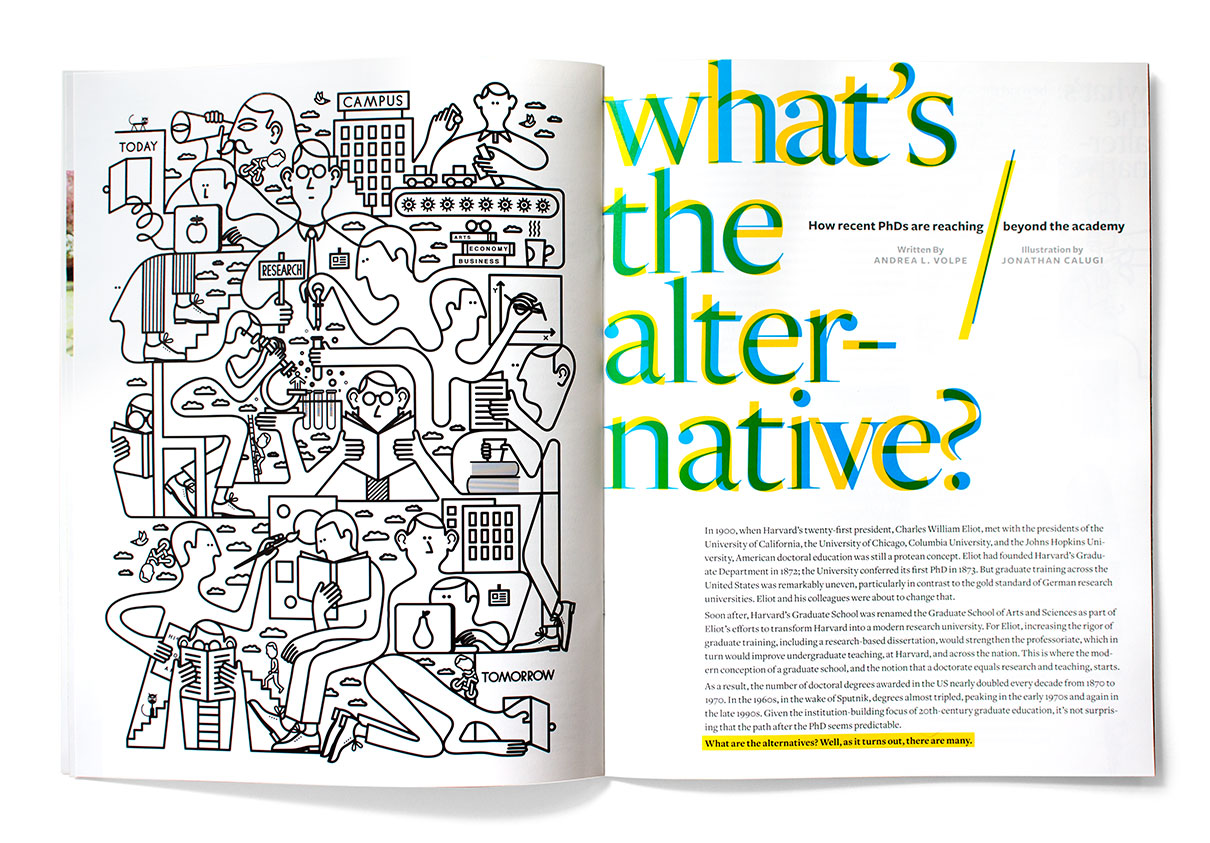 CAMPUS
TODAY
ARTS
ECONOMY
BUSINESS
RESEARCH
Y
X
TOMORROW
what's
the
alter-
native?
How recent PhDs are reaching / beyond the academy
Written By
ANDREA L. VOLPE
Illustration by
JONATHAN CALUGI
In 1900, when Harvard's twenty-first president, Charles William Eliot, met with the presidents of the
University of California, the University of Chicago, Columbia University, and the Johns Hopkins Uni-
versity, American doctoral education was still a protean concept. Eliot had founded Harvard's Gradu-
ate Department in 1872; the University conferred its first PhD in 1873. But graduate training across the
United States was remarkably uneven, particularly in contrast to the gold standard of German research
universities. Eliot and his colleagues were about to change that.
Soon after, Harvard's Graduate School was renamed the Graduate School of Arts and Sciences as part of
Eliot's efforts to transform Harvard into a modern research university. For Eliot, increasing the rigor of
graduate training, including a research-based dissertation, would strengthen the professoriate, which in
turn would improve undergraduate teaching, at Harvard, and across the nation. This is where the mod-
ern conception of a graduate school, and the notion that a doctorate equals research and teaching, starts.
As a result, the number of doctoral degrees awarded in the US nearly doubled every decade from 1870 to
1970. In the 1960s, in the wake of Sputnik, degrees almost tripled, peaking in the early 1970s and again in
the late 1990s. Given the institution-building focus of 20th-century graduate education, it's not surpris-
ing that the path after the PhD seems predictable.
What are the alternatives? Well, as it turns out, there are many.